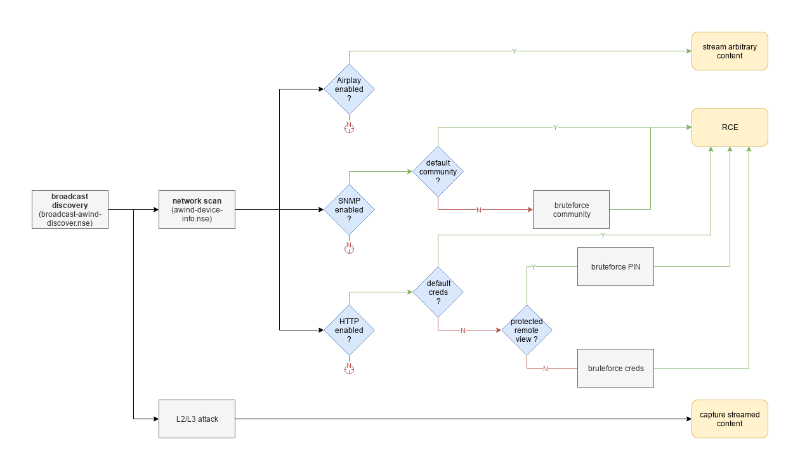 stream arbitrary
content
Y
Airplay
enabled
?
N
RCE
Y
default
community
?
broadcast
discovery
(broadcast-awind-
discover.nse)
network scan
(awind-device-
info.nse)
SNMP
enabled
?
N
N
bruteforce
community
Y
default
creds
?
Y
bruteforce PIN
HTTP
enabled
?
N
N
protected
remote
view ?
N
bruteforce creds
L2/L3 attack
capture streamed
content